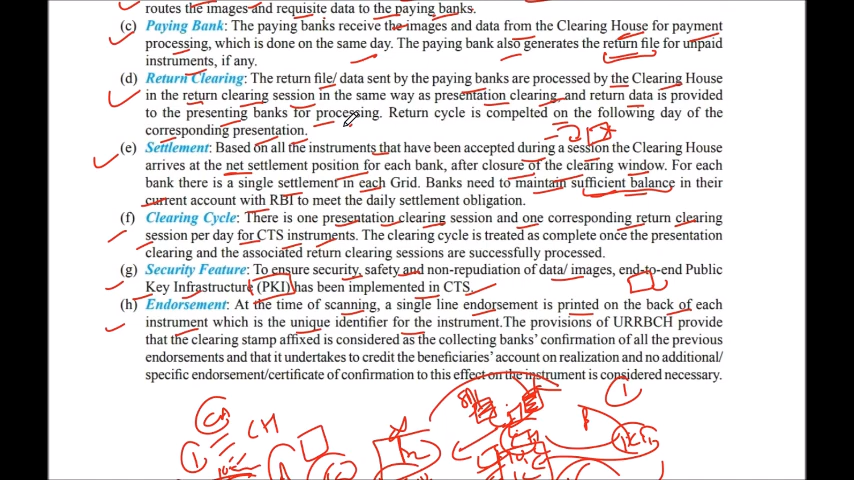 routes the images and requisite data to the paying banks.
(c) Paying Bank: The paying banks receive the images and data from the Clearing House for payment
processing, which is done on the same day. The paying bank also generates the return file for unpaid
instruments, if any.
(d) Return Clearing: The return file/ data sent by the paying banks are processed by the Clearing House
in the return clearing session in the same way as presentation clearing, and return data is provided
to the presenting banks for processing. Return cycle is compelted on the following day of the
corresponding presentation.
(e) Settlement: Based on all the instruments that have been accepted during a session the Clearing House
arrives at the net settlement position for each bank, after closure of the clearing window. For each
bank there is a single settlement in each Grid. Banks need to maintain sufficient balance in their
current account with RBI to meet the daily settlement obligation.
(f) Clearing Cycle: There is one presentation clearing session and one corresponding return clearing
session per day for CTS instruments. The clearing cycle is treated as complete once the presentation
clearing and the associated return clearing sessions are successfully processed.
(g) Security Feature: To ensure security, safety and non-repudiation of data/ images, end-to-end Public
Key Infrastructure (PKI) has been implemented in CTS.
(h) Endorsement: At the time of scanning, a single line endorsement is printed on the back of each
instrument which is the unique identifier for the instrument.The provisions of URRBCH provide
that the clearing stamp affixed is considered as the collecting banks' confirmation of all the previous
endorsements and that it undertakes to credit the beneficiaries' account on realization and no additional/
specific endorsement/certificate of confirmation to this effect on the instrument is considered necessary.
CH